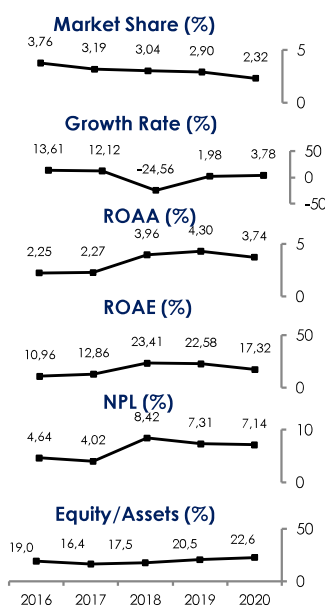 Market Share (%)
3,76 3,19 3,04 2,90 2,32
5
0
Growth Rate (%)
13,61 12,12 -24,56 1,98 3,78
50
0
-50
ROAA (%)
2,25 2,27 3,96 4,30 3,74
5
0
ROAE (%)
10,96 12,86 23,41 22,58 17,32
50
0
NPL (%)
4,64 4,02 8,42 7,31 7,14
10
0
Equity/Assets (%)
19,0 16,4 17,5 20,5 22,6
50
0
2016 2017 2018 2019 2020